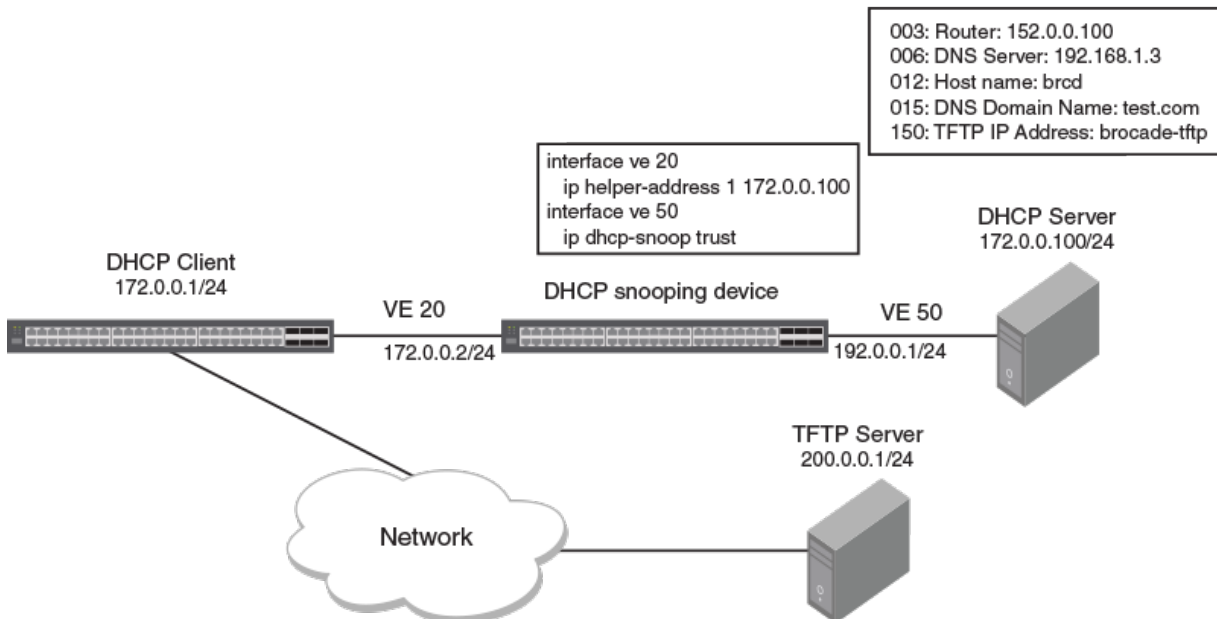 003: Router: 152.0.0.100
006: DNS Server: 192.168.1.3
012: Host name: brcd
015: DNS Domain Name: test.com
150: TFTP IP Address: brocade-tftp
interface ve 20
ip helper-address 1 172.0.0.100
interface ve 50
ip dhcp-snoop trust
DHCP Server
172.0.0.100/24
DHCP Client
172.0.0.1/24
VE 20
172.0.0.2/24
DHCP snooping device
VE 50
192.0.0.1/24
TFTP Server
200.0.0.1/24
Network